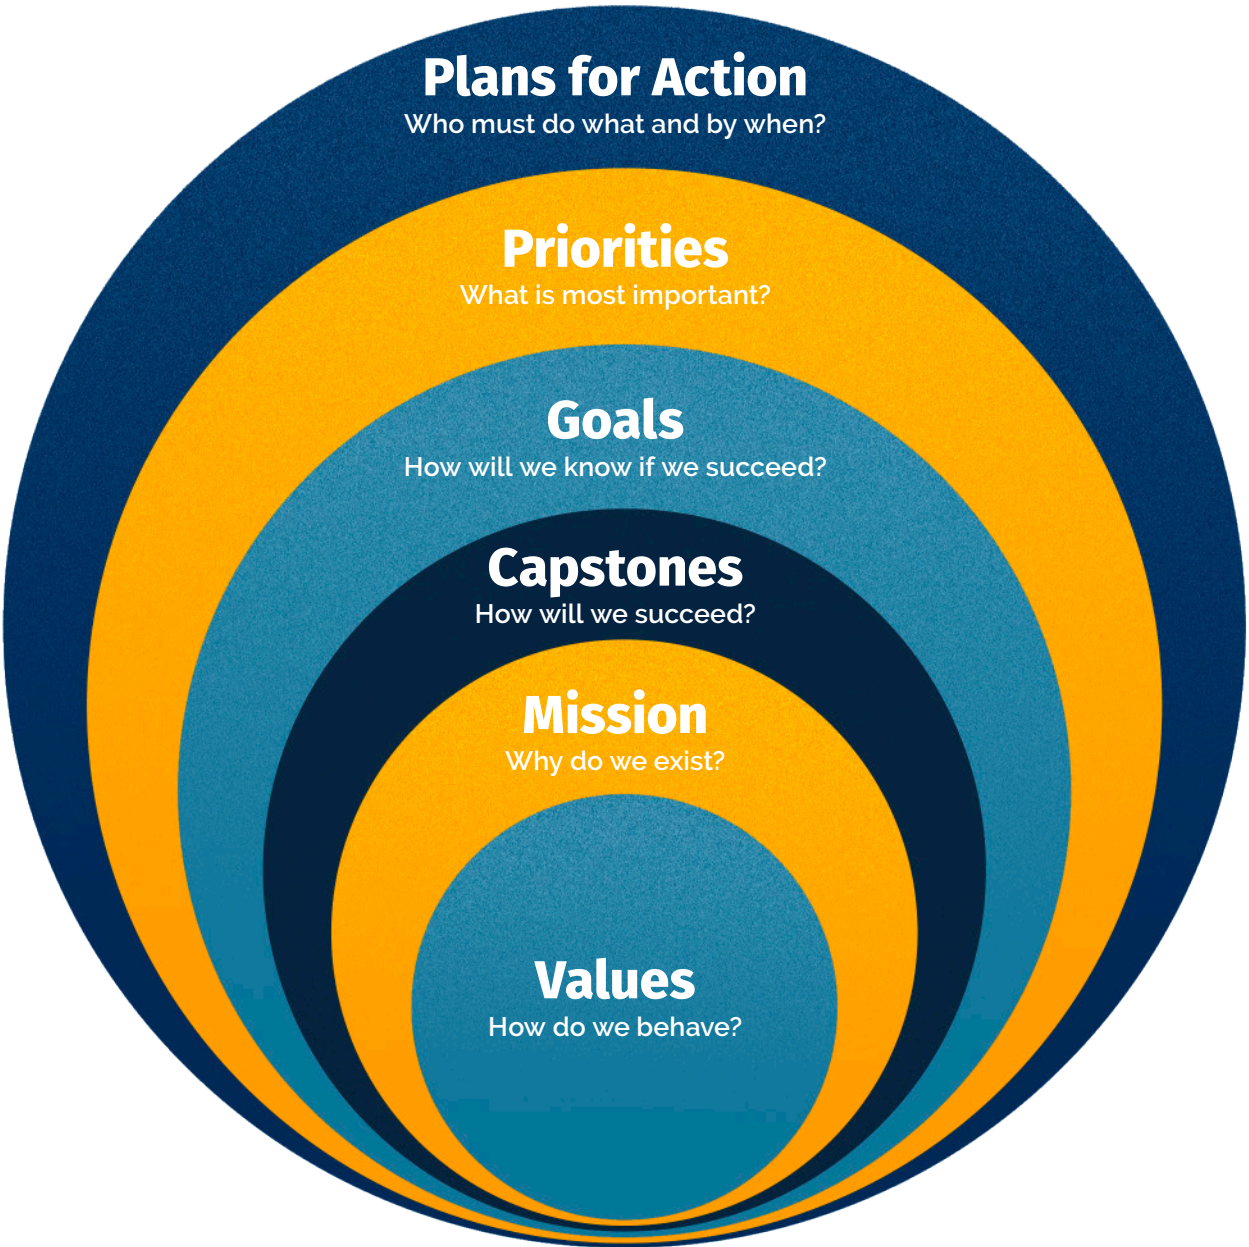 Plans for Action
Who must do what and by when?
Priorities
What is most important?
Goals
How will we know if we succeed?
Capstones
How will we succeed?
Mission
Why do we exist?
Values
How do we behave?